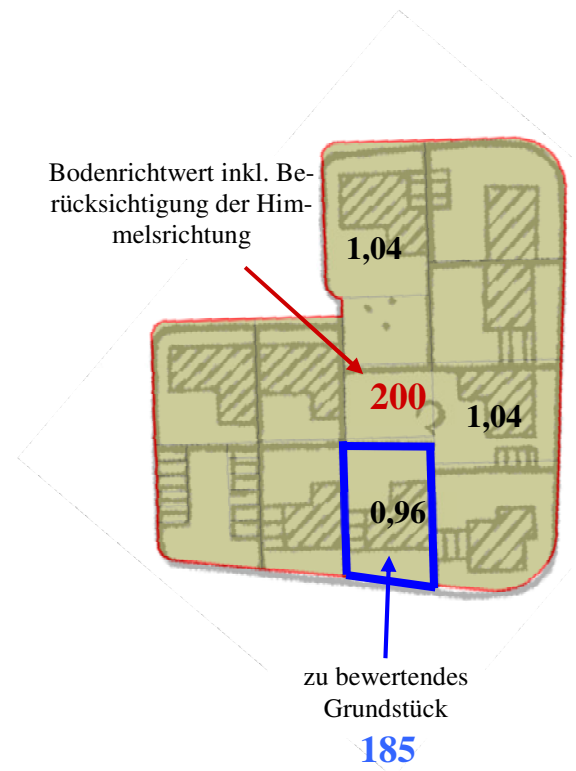 Bodenrichtwert inkl. Be-
rücksichtigung der Him-
melsrichtung
1,04
200
1,04
0,96
zu bewertendes
Grundstück
185